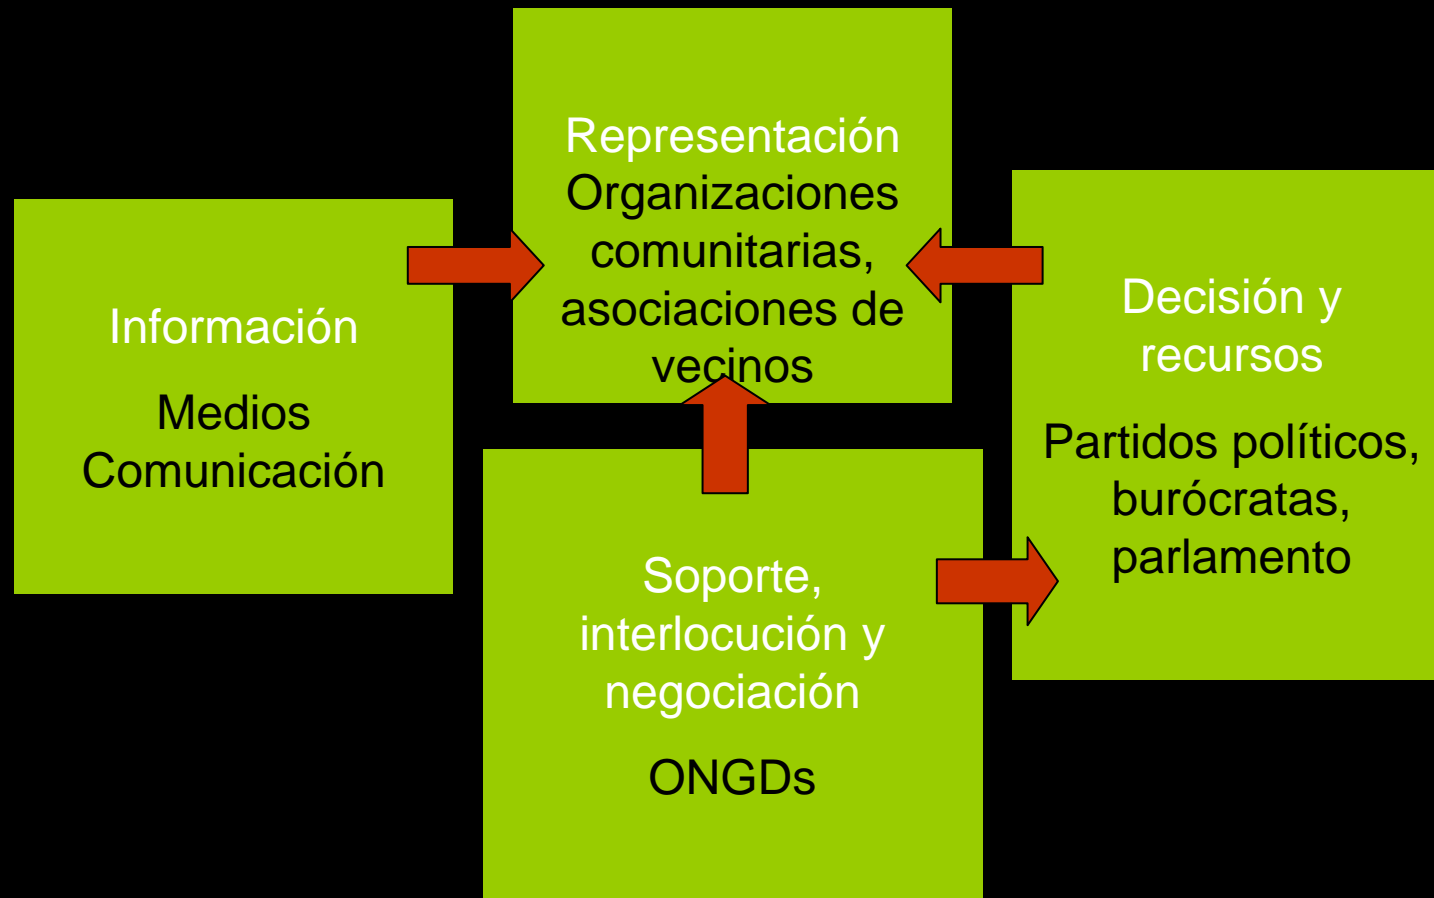 Información
Medios
Comunicación
Representación
Organizaciones
comunitarias,
asociaciones de
vecinos
Soporte,
interlocución y
negociación
ONGDs
Decisión y
recursos
Partidos políticos,
burócratas,
parlamento